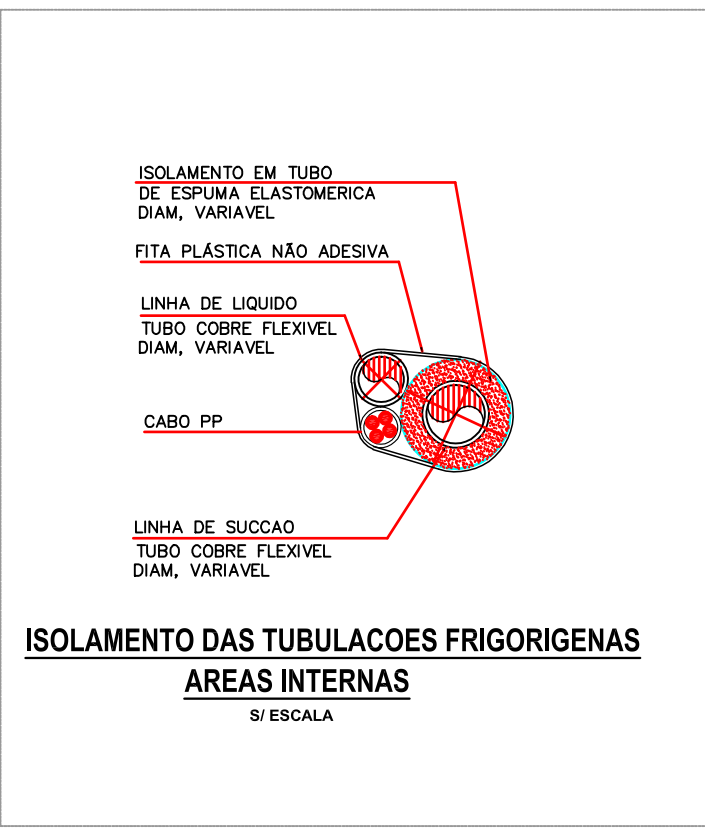 ISOLAMENTO EM TUBO
DE ESPUMA ELASTOMERICA
DIAM, VARIAVEL
FITA PLÁSTICA NÃO ADESIVA
LINHA DE LIQUIDO
TUBO COBRE FLEXIVEL
DIAM, VARIAVEL
CABO PP
LINHA DE SUCCAO
TUBO COBRE FLEXIVEL
DIAM, VARIAVEL
ISOLAMENTO DAS TUBULACOES FRIGORIGENAS
AREAS INTERNAS
S/ ESCALA